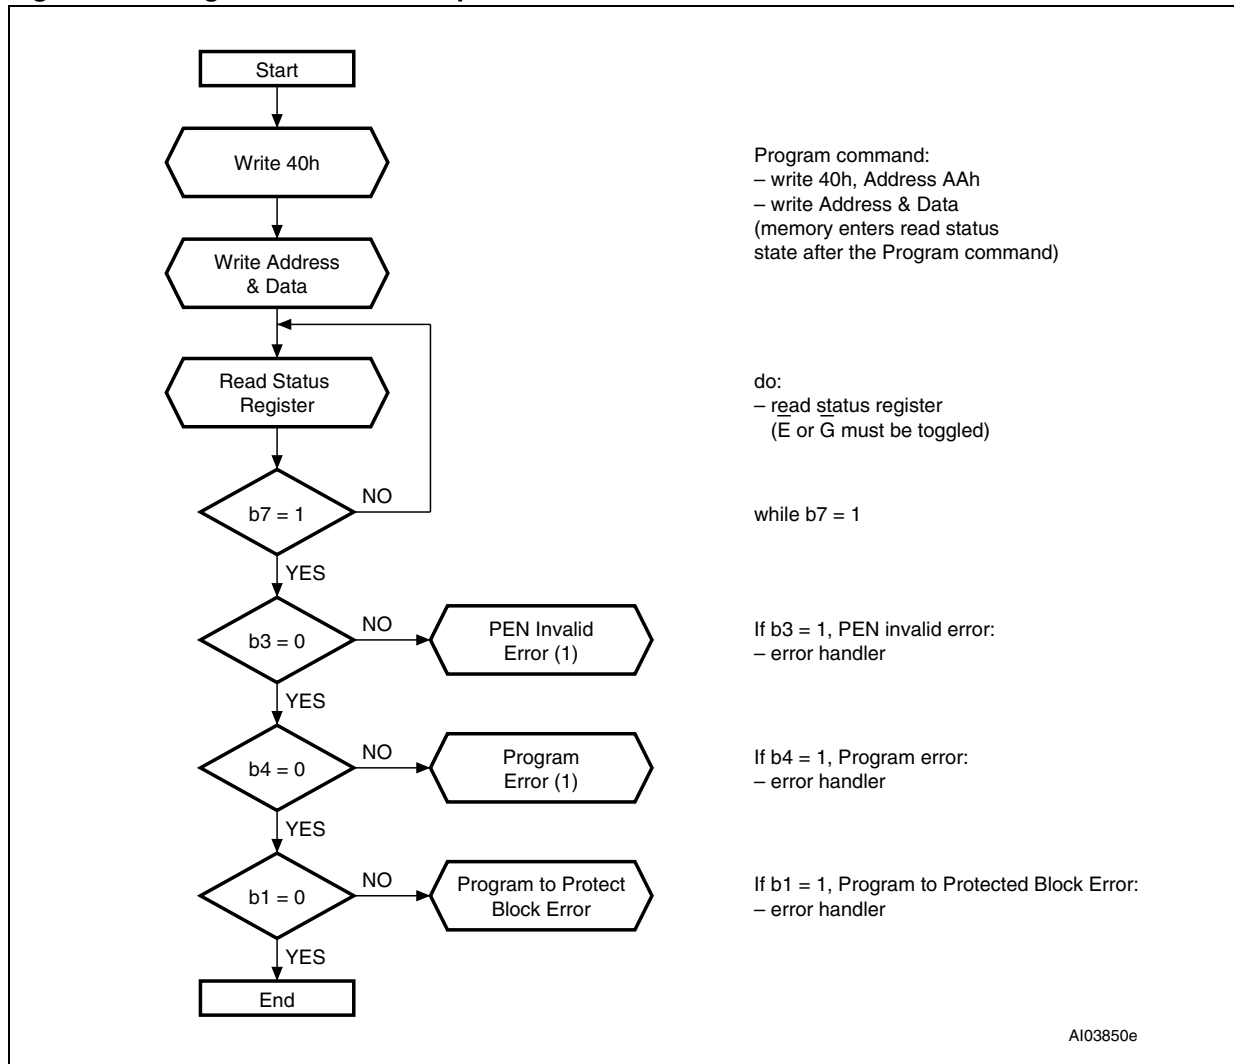 Start
Write 40h
Program command:
– write 40h, Address AAh
– write Address & Data
(memory enters read status
state after the Program command)
Write Address
& Data
Read Status
Register
do:
– read status register
(E̅ or G̅ must be toggled)
NO
b7 = 1
while b7 = 1
YES
NO
b3 = 0
PEN Invalid
Error (1)
If b3 = 1, PEN invalid error:
– error handler
YES
NO
b4 = 0
Program
Error (1)
If b4 = 1, Program error:
– error handler
YES
NO
b1 = 0
Program to Protect
Block Error
If b1 = 1, Program to Protected Block Error:
– error handler
YES
End
AI03850e